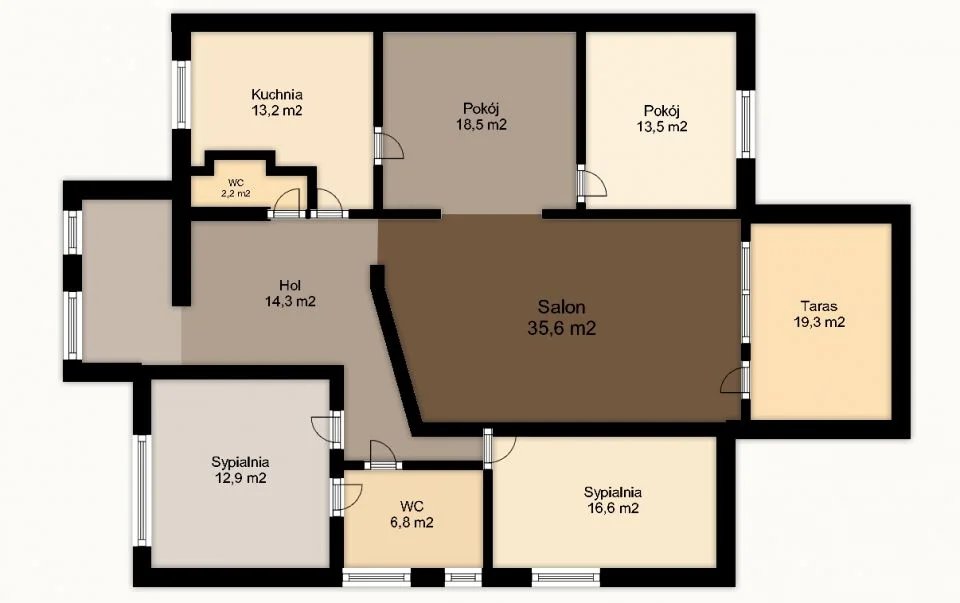 Kuchnia
13,2 m2
Pokój
18,5 m2
Pokój
13,5 m2
WC
2,2 m2
Hol
14,3 m2
Salon
35,6 m2
Taras
19,3 m2
Sypialnia
12,9 m2
WC
6,8 m2
Sypialnia
16,6 m2